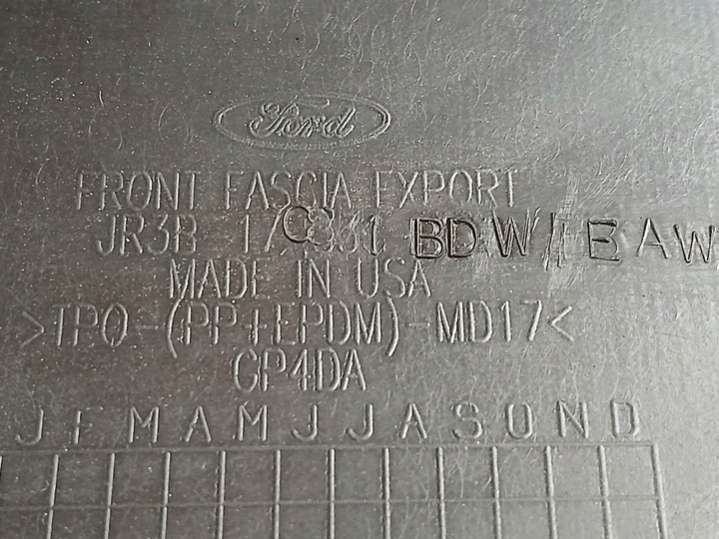 Ford
FRONT FASCIA EXPORT
JR3B 17C831 BDW/EAW
MADE IN USA
>TPO-(PP+EPDM)-MD17<
CP4DA
J F M A M J J A S O N D